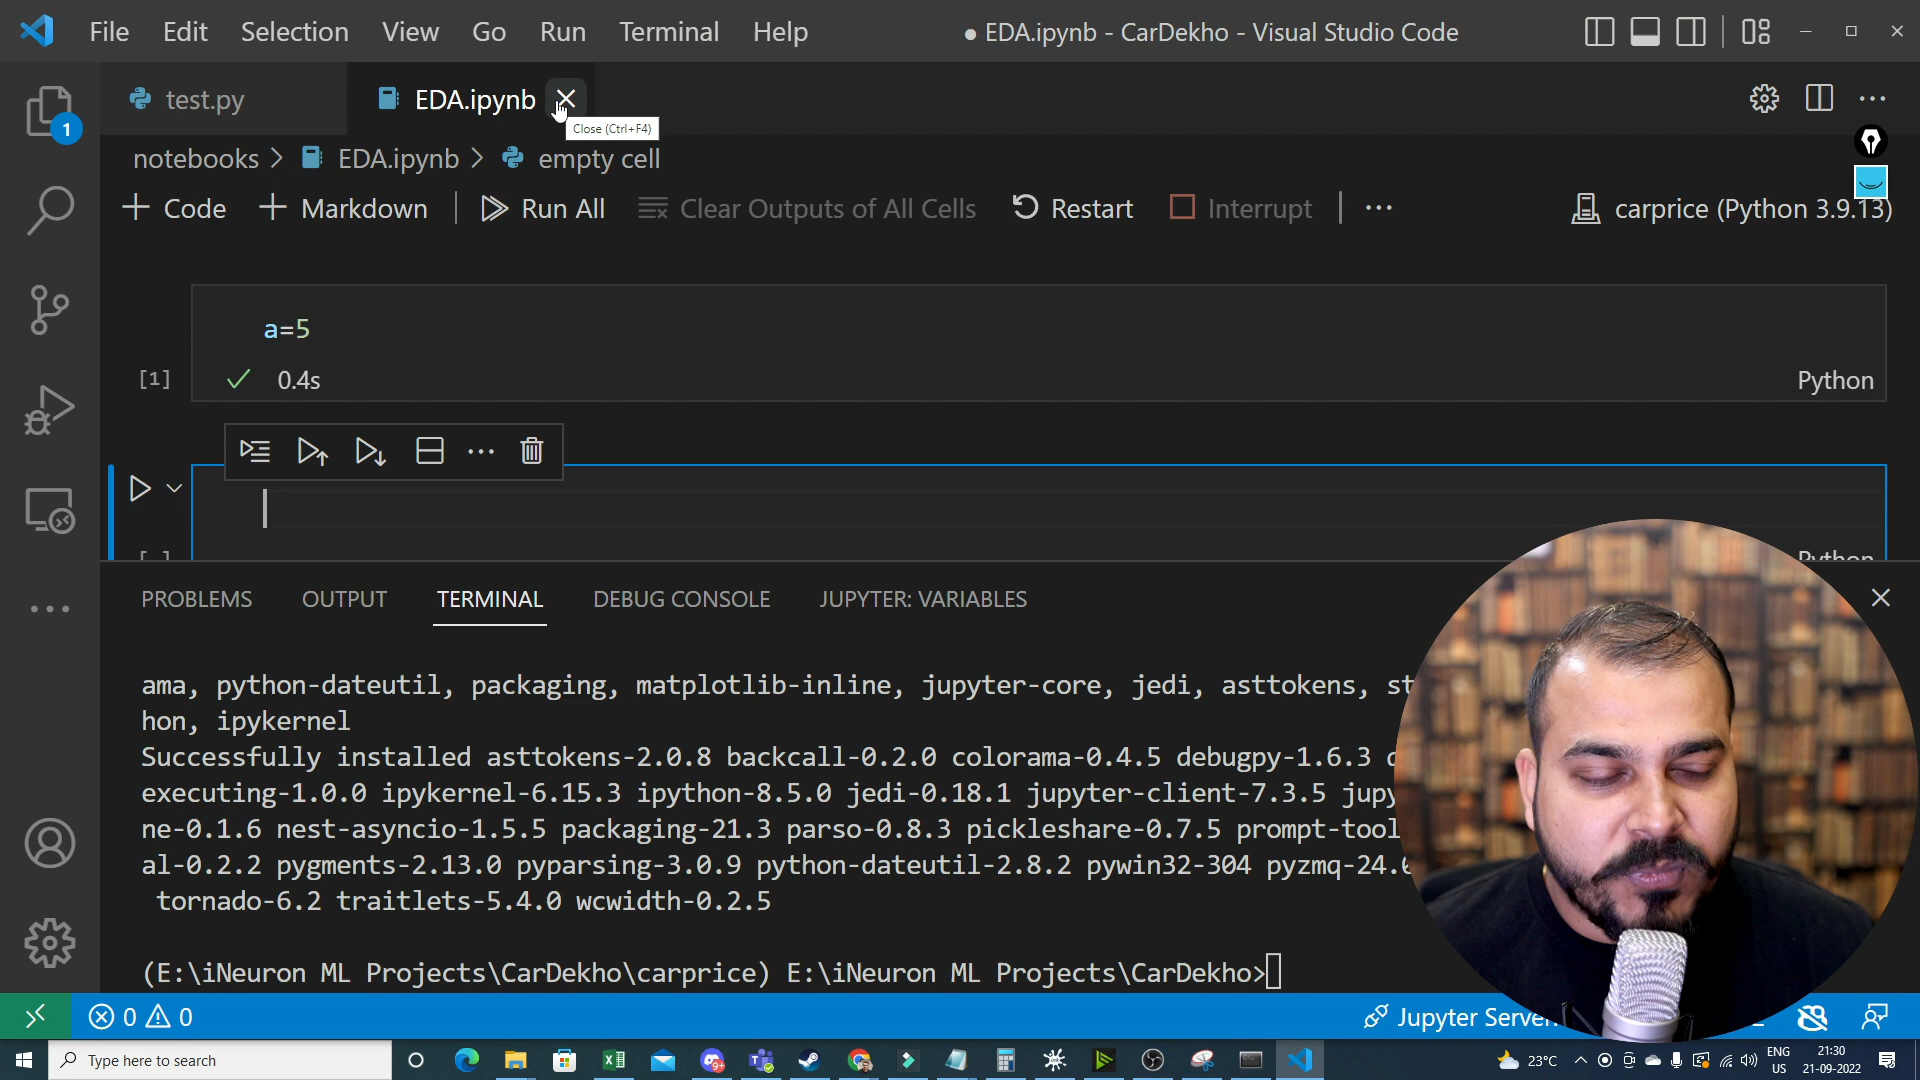 File Edit Selection View Go Run Terminal Help ● EDA.ipynb - CarDekho - Visual Studio Code
test.py EDA.ipynb
Close (Ctrl+F4)
1
notebooks > EDA.ipynb > empty cell
+ Code + Markdown Run All Clear Outputs of All Cells Restart Interrupt ... carprice (Python 3.9.13)
a=5
[1] 0.4s Python
[ ] Python
PROBLEMS OUTPUT TERMINAL DEBUG CONSOLE JUPYTER: VARIABLES
ama, python-dateutil, packaging, matplotlib-inline, jupyter-core, jedi, asttokens, st
hon, ipykernel
Successfully installed asttokens-2.0.8 backcall-0.2.0 colorama-0.4.5 debugpy-1.6.3
executing-1.0.0 ipykernel-6.15.3 ipython-8.5.0 jedi-0.18.1 jupyter-client-7.3.5 jupy
ne-0.1.6 nest-asyncio-1.5.5 packaging-21.3 parso-0.8.3 pickleshare-0.7.5 prompt-tool
al-0.2.2 pygments-2.13.0 pyparsing-3.0.9 python-dateutil-2.8.2 pywin32-304 pyzmq-24.
tornado-6.2 traitlets-5.4.0 wcwidth-0.2.5
(E:\iNeuron ML Projects\CarDekho\carprice) E:\iNeuron ML Projects\CarDekho>
0 0 Jupyter Server:
Type here to search 23°C ENG 21:30
US 21-09-2022